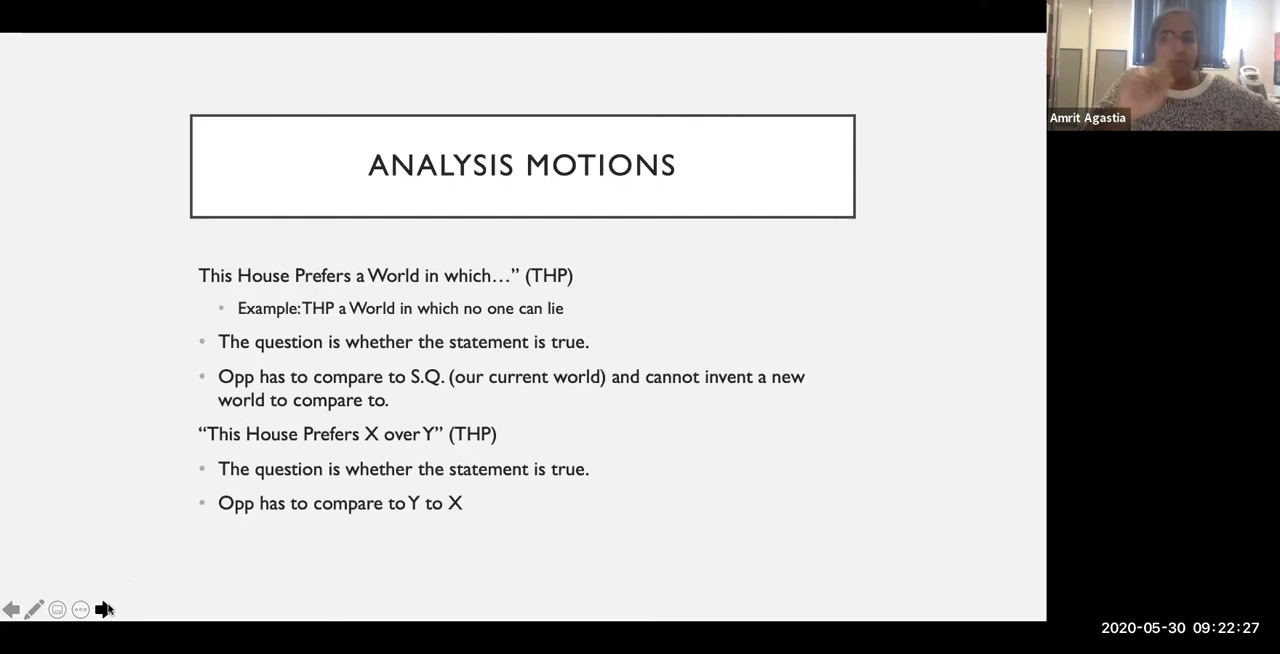 ANALYSIS MOTIONS
Amrit Agastia
This House Prefers a World in which…” (THP)
• Example: THP a World in which no one can lie
• The question is whether the statement is true.
• Opp has to compare to S.Q. (our current world) and cannot invent a new
world to compare to.
“This House Prefers X over Y” (THP)
• The question is whether the statement is true.
• Opp has to compare to Y to X
2020-05-30 09:22:27